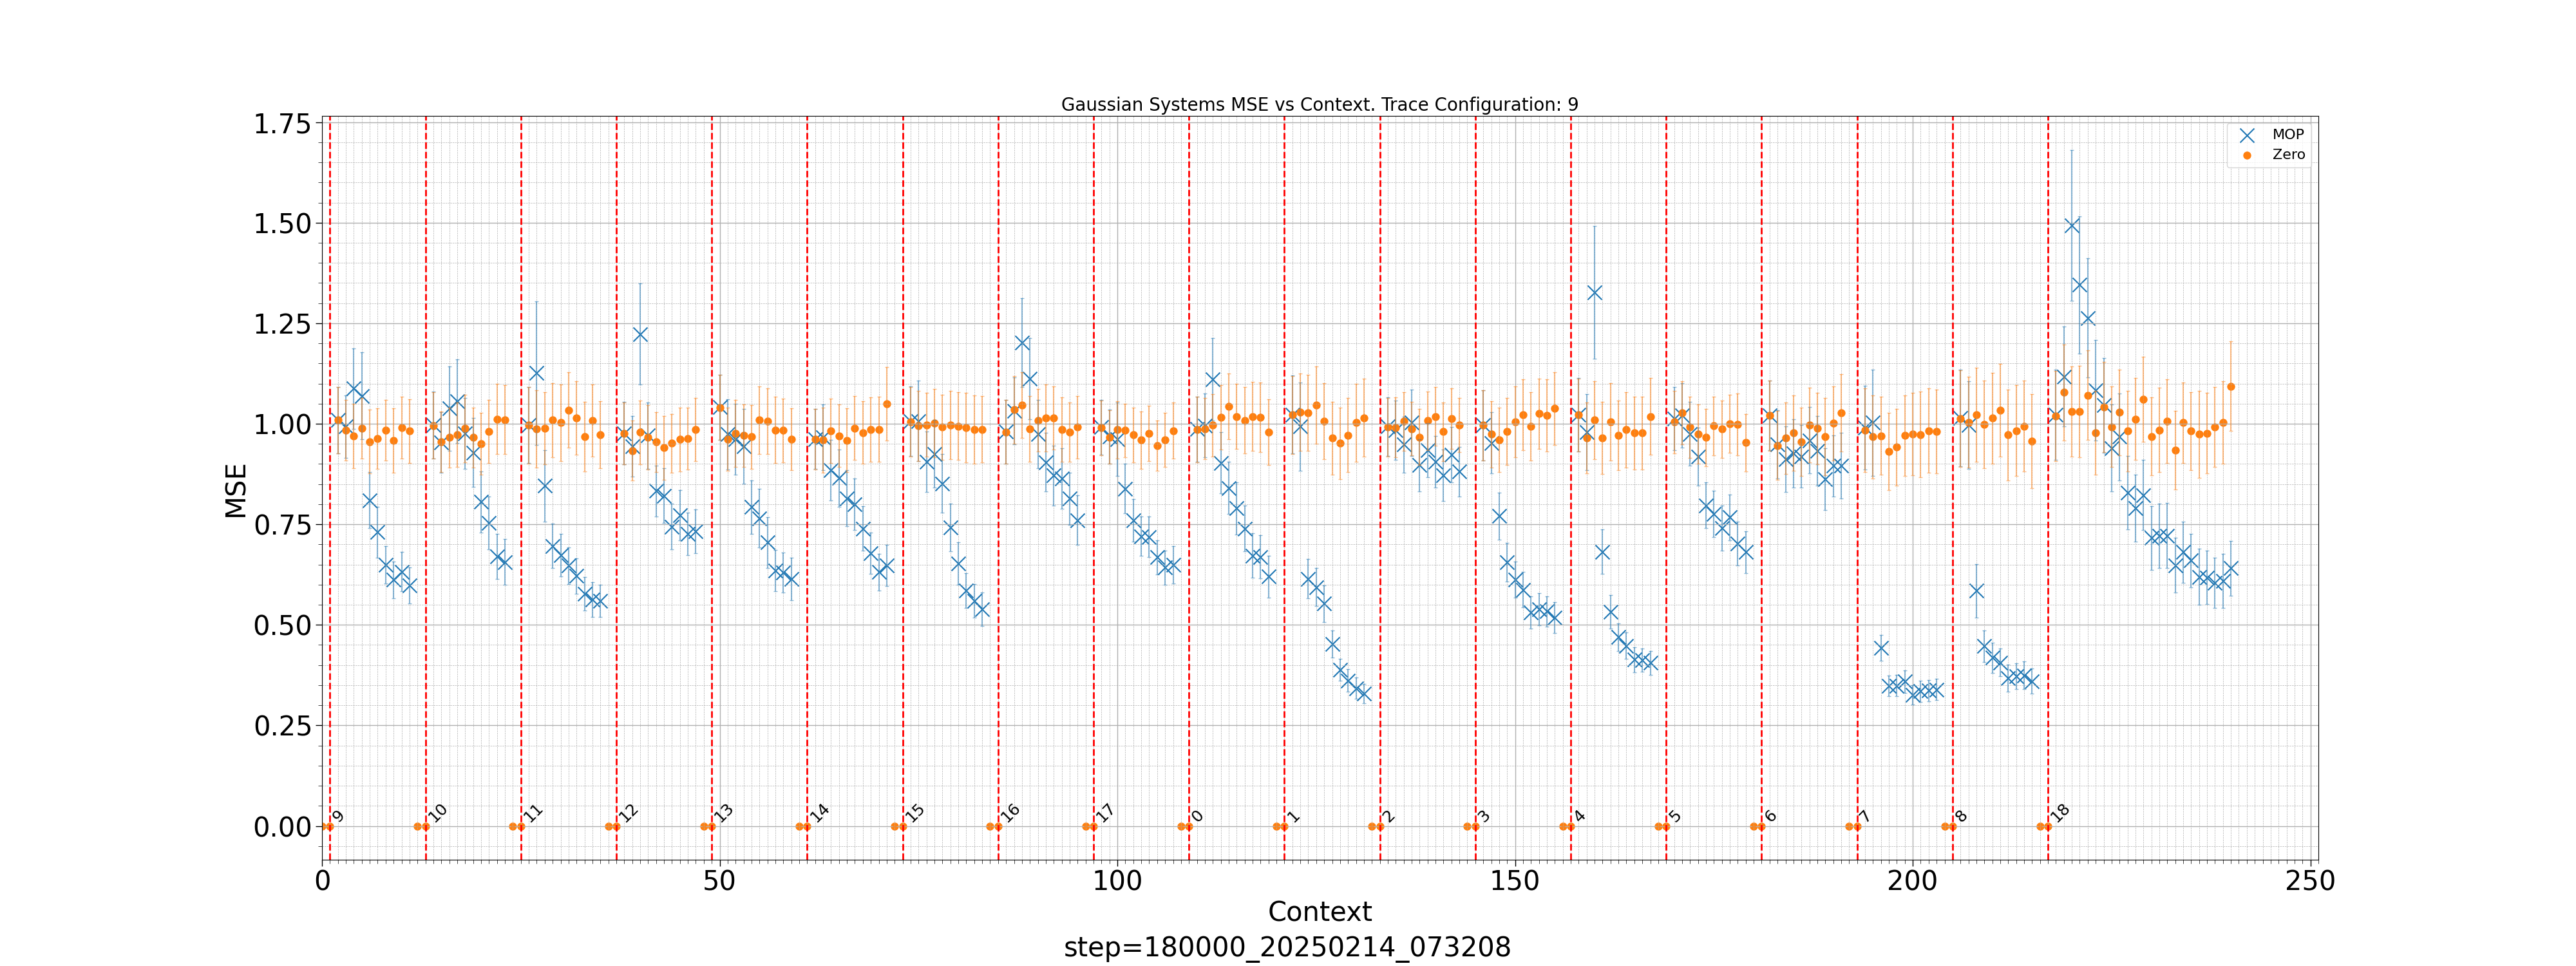 Gaussian Systems MSE vs Context. Trace Configuration: 9
MOP
Zero
MSE
1.75
1.50
1.25
1.00
0.75
0.50
0.25
0.00
9 10 11 12 13 14 15 16 17 0 1 2 3 4 5 6 7 8 18
0 50 100 150 200 250
Context
step=180000_20250214_073208